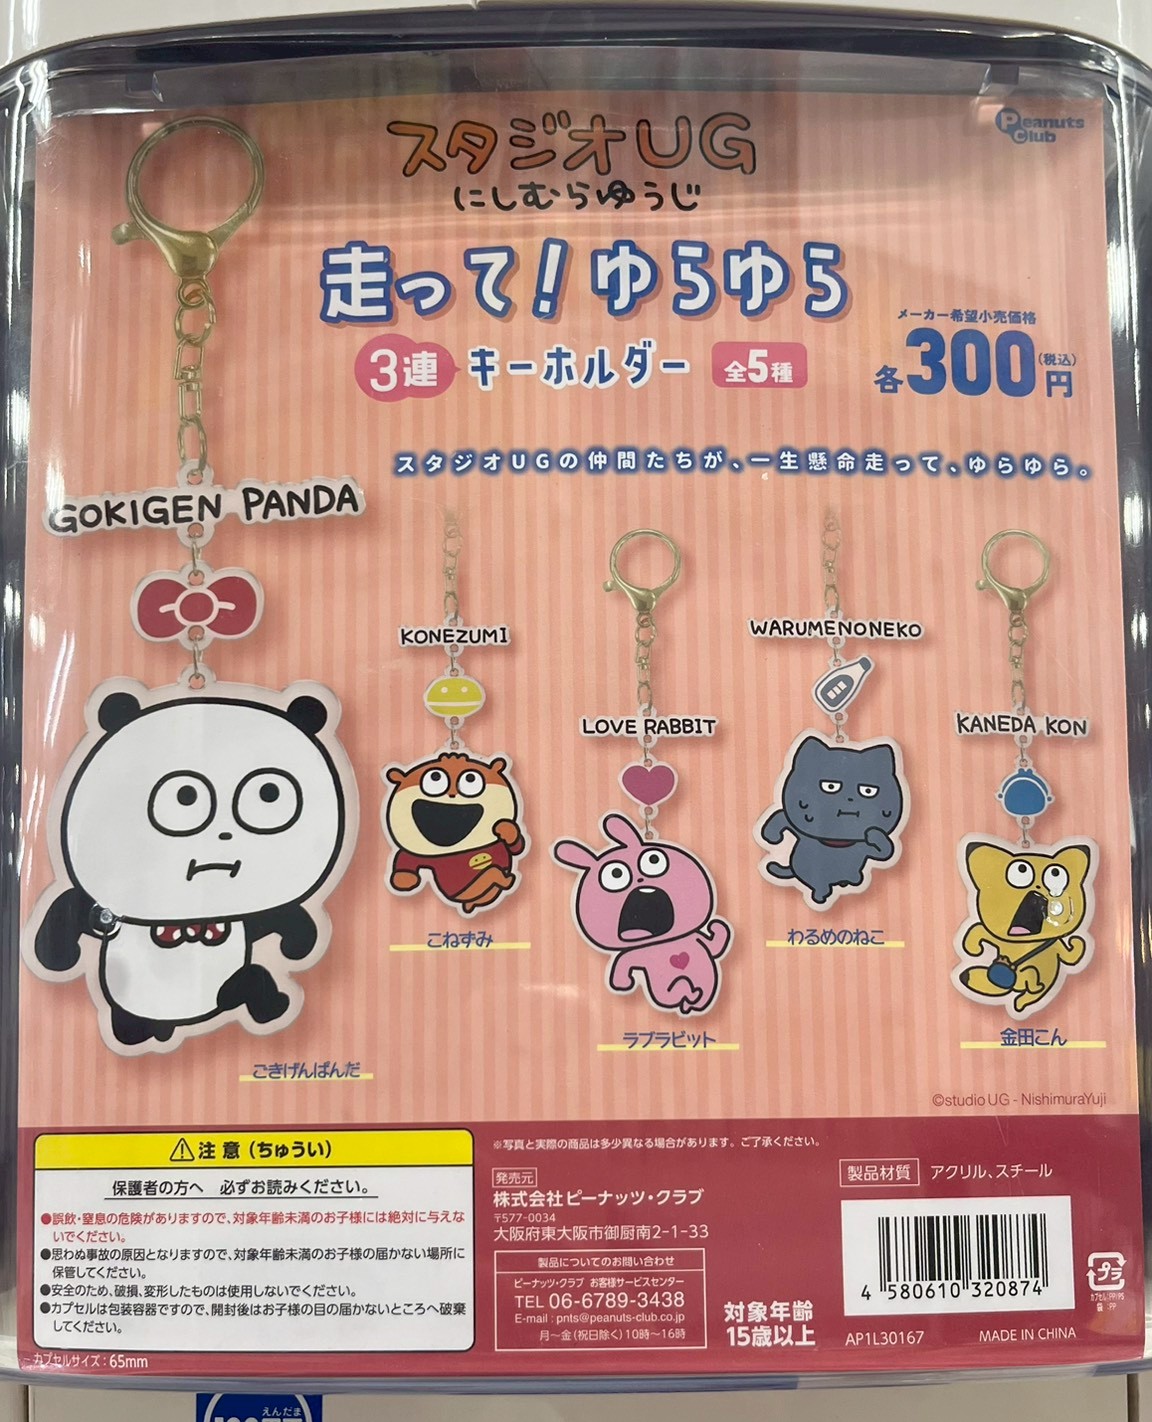 スタジオUG
にしむらゆうじ
Peanuts
Club
走って!ゆらゆら
メーカー希望小売価格
各300円(税込)
3連 キーホルダー 全5種
スタジオUGの仲間たちが、一生懸命走って、ゆらゆら。
GOKIGEN PANDA
KONEZUMI
LOVE RABBIT
WARUMENONEKO
KANEDA KON
こねずみ
わるめのねこ
ラブラビット
金田こん
ごきげんぱんだ
©studio UG - NishimuraYuji
注意(ちゅうい)
保護者の方へ 必ずお読みください。
●誤飲・窒息の危険がありますので、対象年齢未満のお子様には絶対に与えな
いでください。
●思わぬ事故の原因となりますので、対象年齢未満のお子様の届かない場所に
保管してください。
●安全のため、破損、変形したものは使用しないでください。
●カプセルは包装容器ですので、開封後はお子様の目の届かないところへ破棄
してください。
カプセルサイズ:65mm
※写真と実際の商品は多少異なる場合があります。ご了承ください。
発売元
株式会社ピーナッツ・クラブ
〒577-0034
大阪府東大阪市御厨南2-1-33
製品についてのお問い合わせ
ピーナッツ・クラブ お客様サービスセンター
TEL 06-6789-3438
E-mail : pnts@peanuts-club.co.jp
月〜金(祝日除く)10時〜16時
対象年齢
15歳以上
製品材質 アクリル、スチール
4 580610 320874
プラ
カプセル:PP/PS
袋:PP
AP1L30167
MADE IN CHINA
えんだま